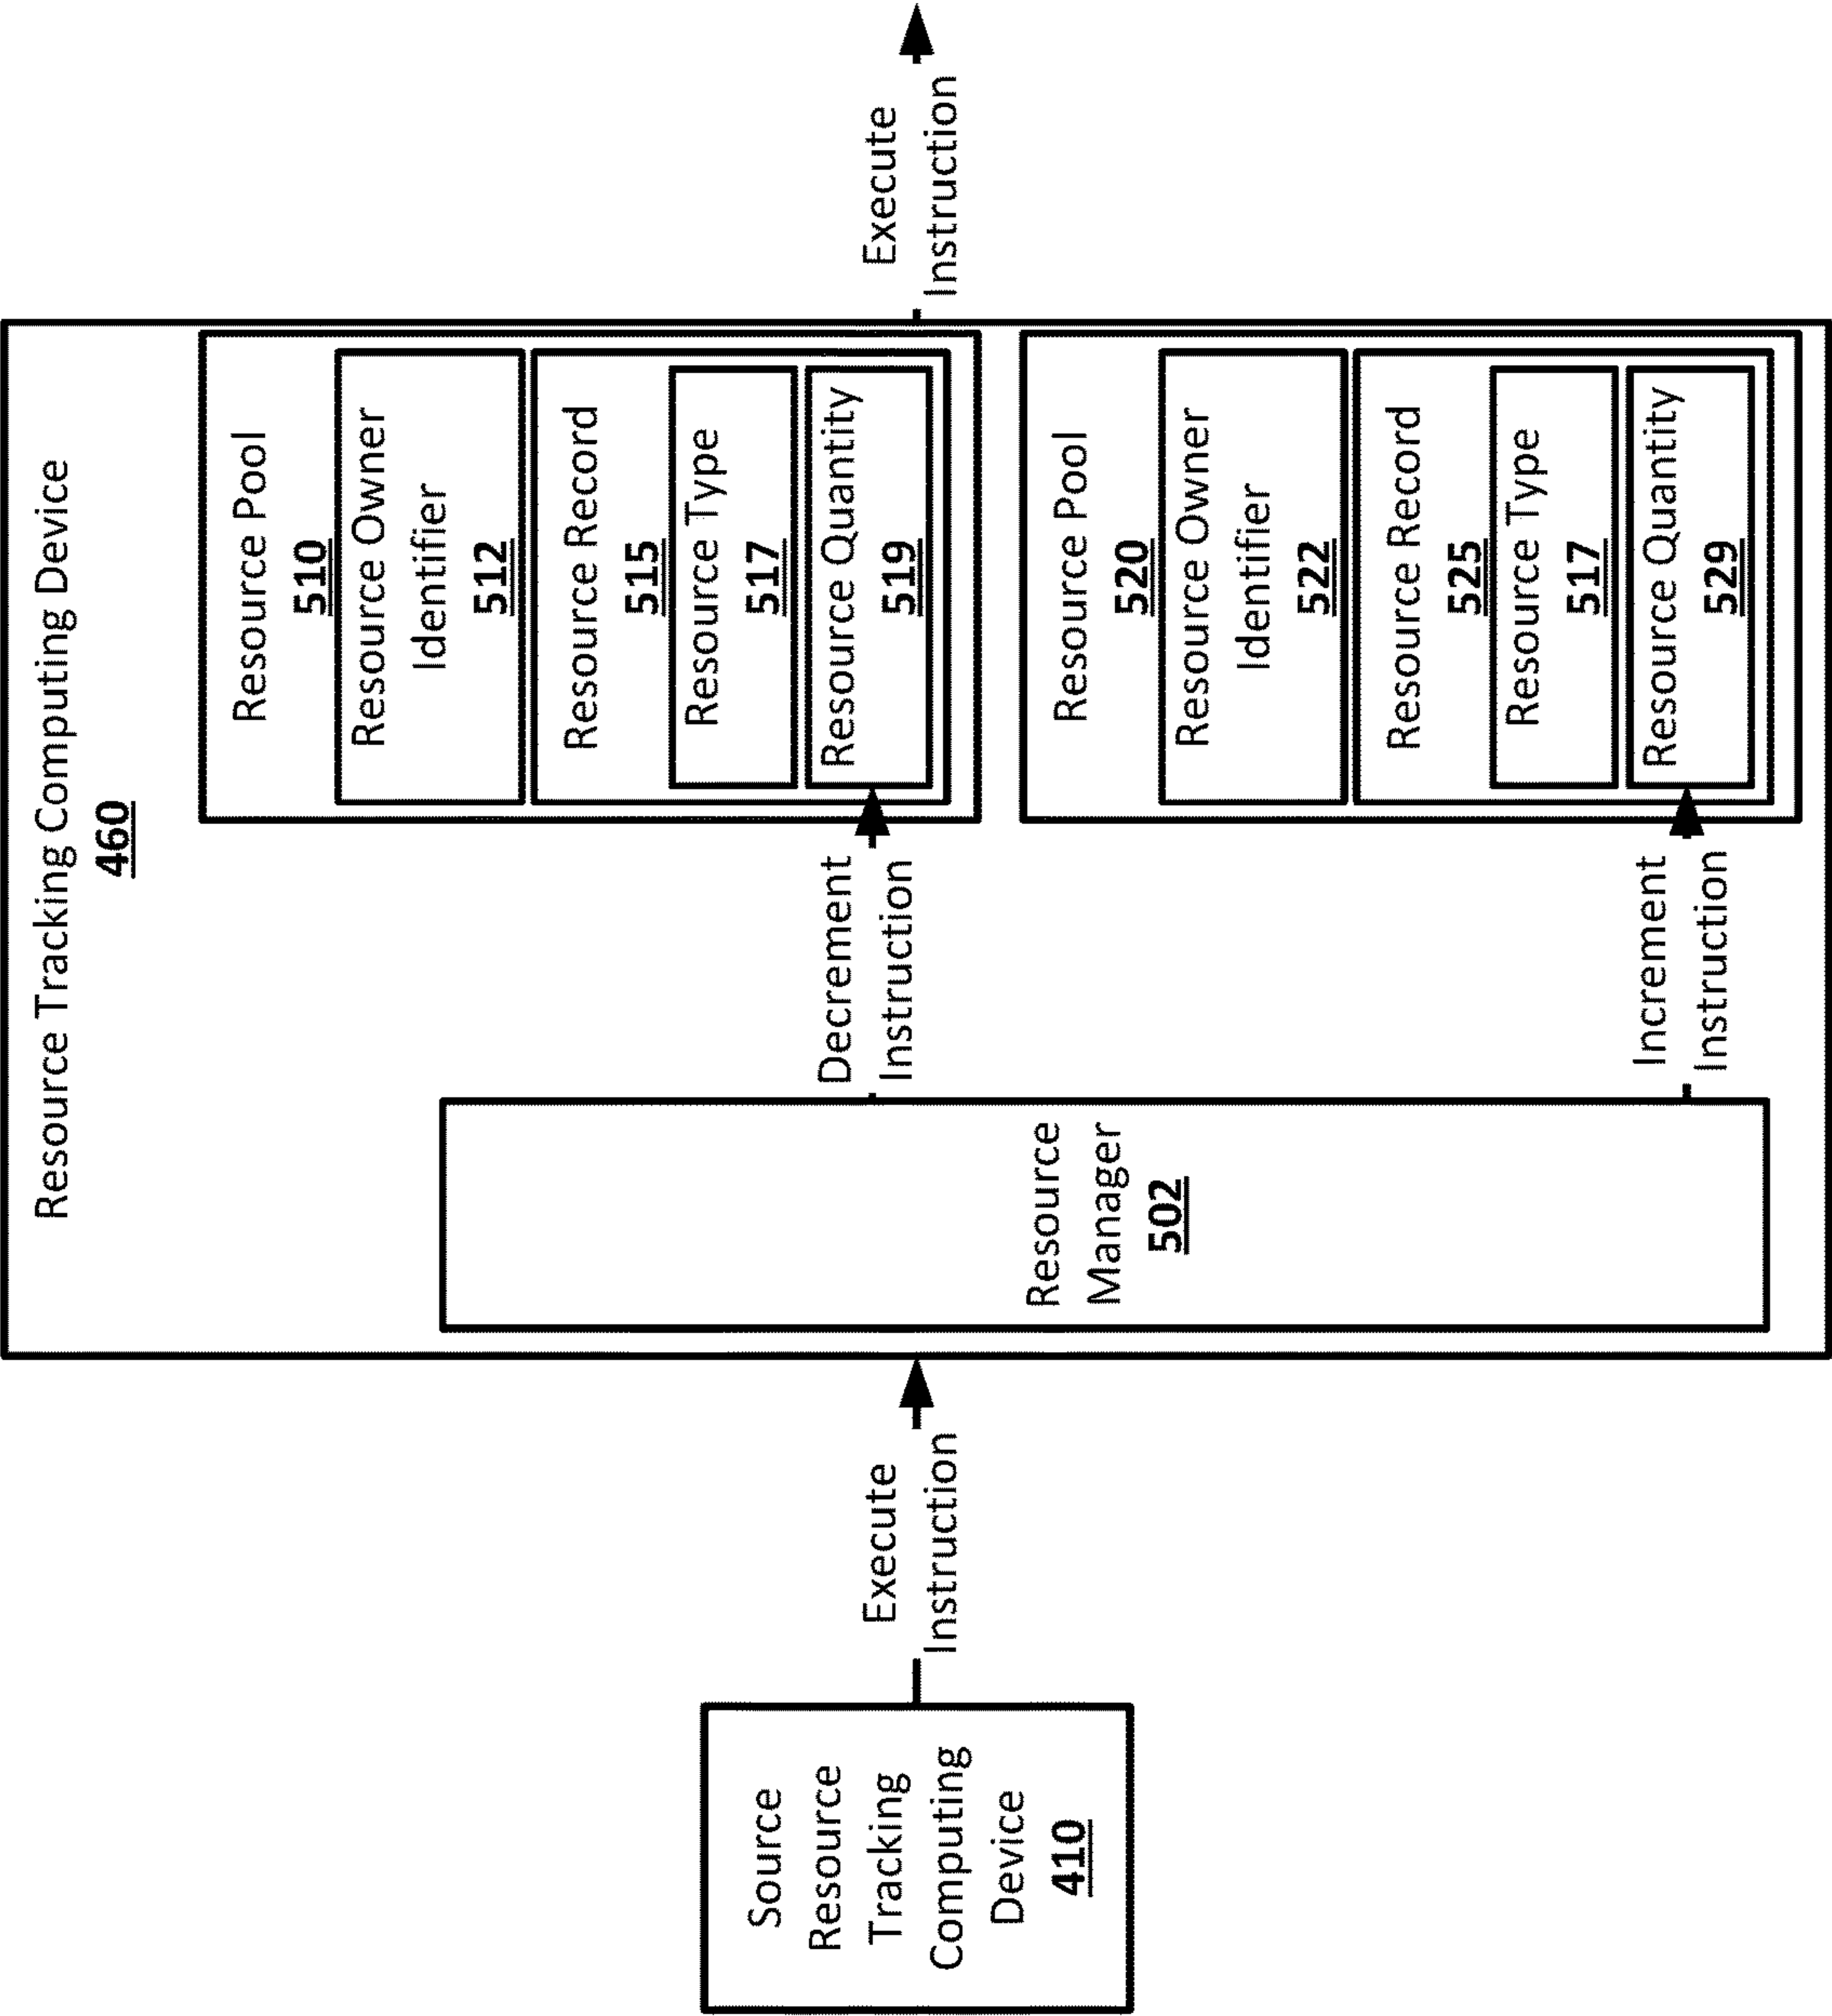 Resource Tracking Computing Device
460
Source
Resource
Tracking
Computing
Device
410
Execute
Instruction
Resource
Manager
502
Decrement
Instruction
Increment
Instruction
Resource Pool
510
Resource Owner
Identifier
512
Resource Record
515
Resource Type
517
Resource Quantity
519
Resource Pool
520
Resource Owner
Identifier
522
Resource Record
525
Resource Type
517
Resource Quantity
529
Execute
Instruction